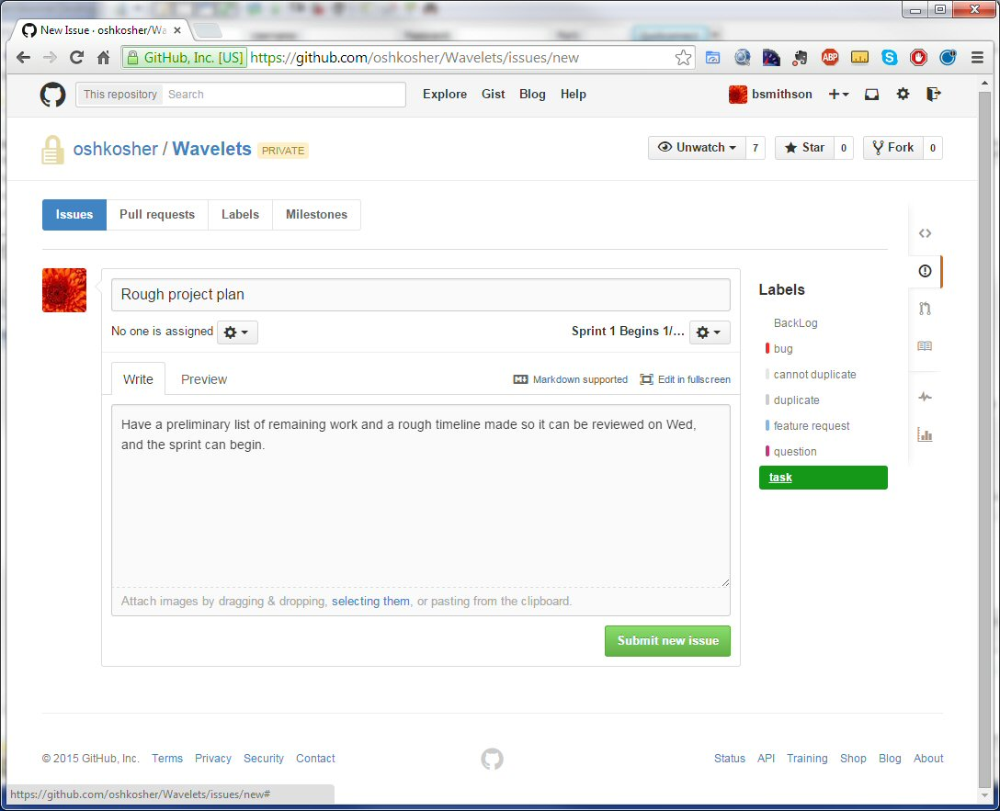 New Issue · oshkosher/Wa
GitHub, Inc. [US] https://github.com/oshkosher/Wavelets/issues/new
ABP
This repository Search Explore Gist Blog Help bsmithson
oshkosher / Wavelets PRIVATE Unwatch 7 Star 0 Fork 0
Issues Pull requests Labels Milestones
Rough project plan
No one is assigned Sprint 1 Begins 1/...
Write Preview Markdown supported Edit in fullscreen
Have a preliminary list of remaining work and a rough timeline made so it can be reviewed on Wed,
and the sprint can begin.
Attach images by dragging & dropping, selecting them, or pasting from the clipboard.
Submit new issue
Labels
BackLog
bug
cannot duplicate
duplicate
feature request
question
task
© 2015 GitHub, Inc. Terms Privacy Security Contact Status API Training Shop Blog About
https://github.com/oshkosher/Wavelets/issues/new#